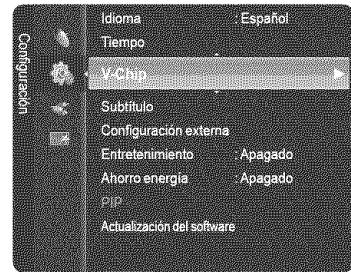 Configuración
Idioma : Español
Tiempo
V-Chip
Subtítulo
Configuración externa
Entretenimiento : Apagado
Ahorro energía : Apagado
PIP
Actualización del software